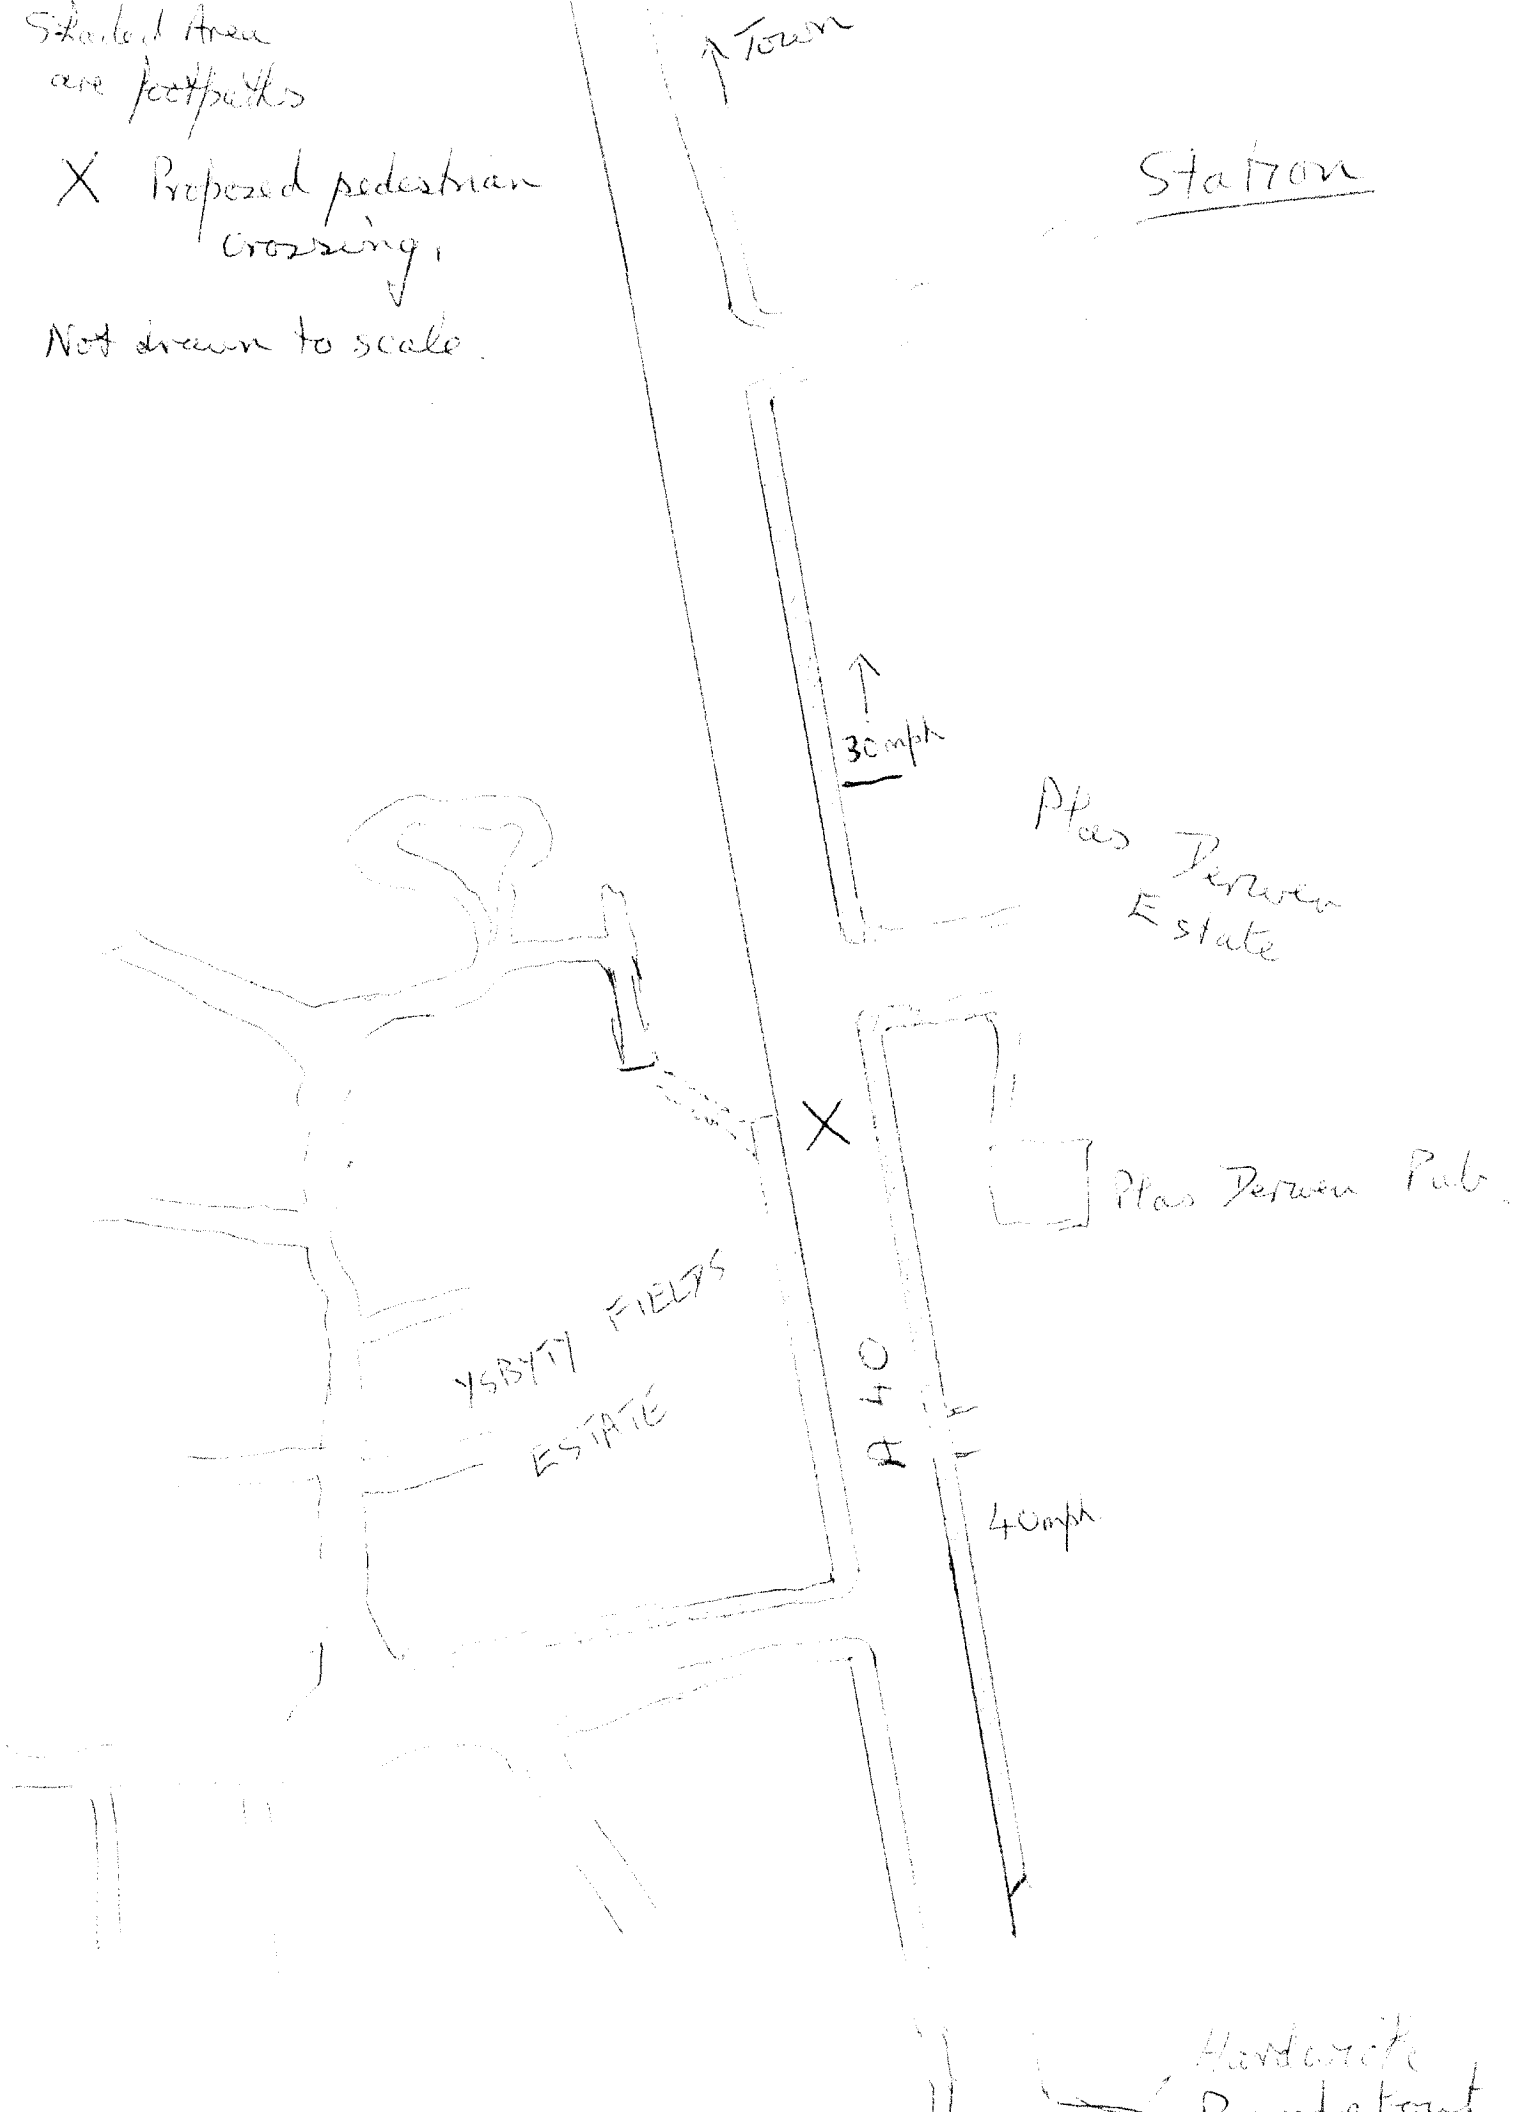 Shaded Area
are footpaths
X Proposed pedestrian
crossing.
Not drawn to scale.
↑ Town
Station
↑
30mph
Plas Derwen
Estate
X
Plas Derwen Pub.
YSBYTY FIELDS
ESTATE
A 40
40mph
Hardwick
Roundabout